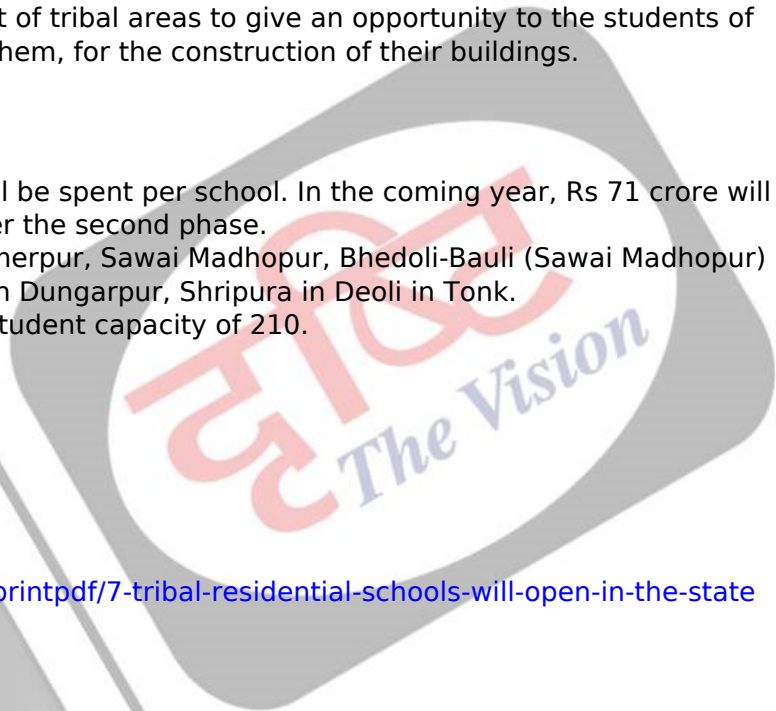 t of tribal areas to give an opportunity to the students of
hem, for the construction of their buildings.
ll be spent per school. In the coming year, Rs 71 crore will
er the second phase.
herpur, Sawai Madhopur, Bhedoli-Bauli (Sawai Madhopur)
n Dungarpur, Shripura in Deoli in Tonk.
tudent capacity of 210.
दृष्टि
The Vision
printpdf/7-tribal-residential-schools-will-open-in-the-state